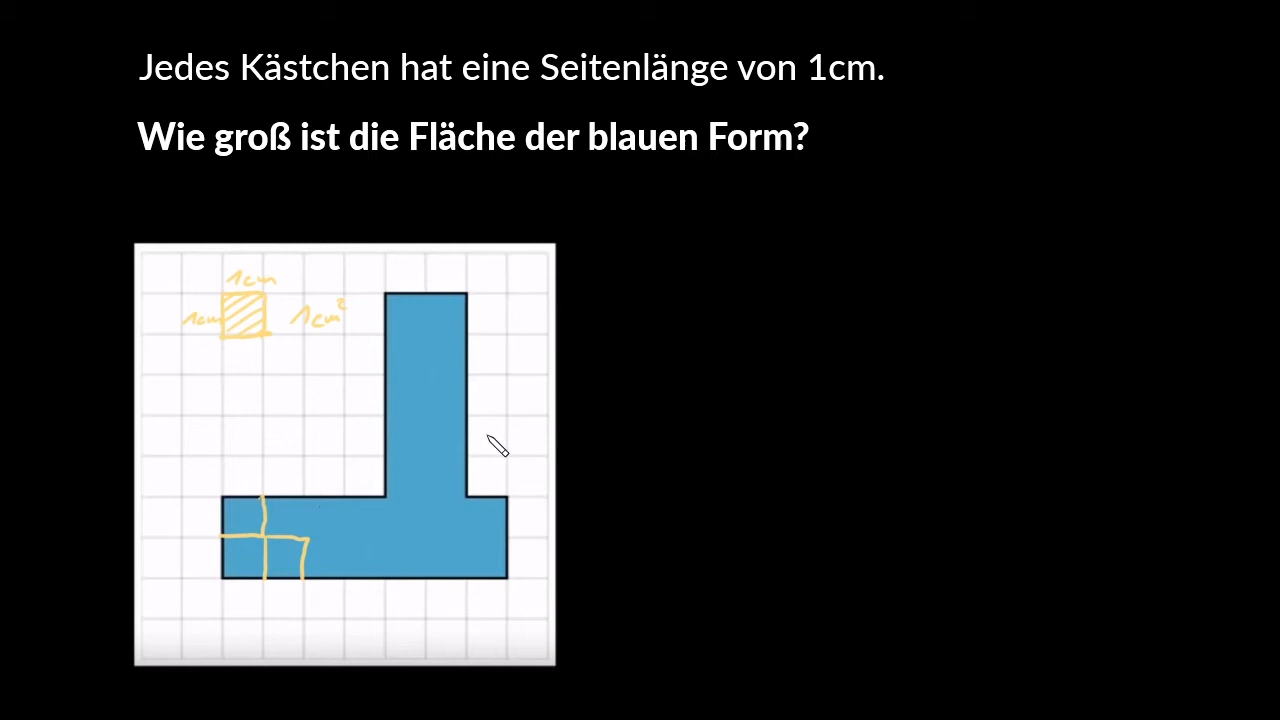 Jedes Kästchen hat eine Seitenlänge von 1cm.
Wie groß ist die Fläche der blauen Form?
1cm
1cm 1cm²